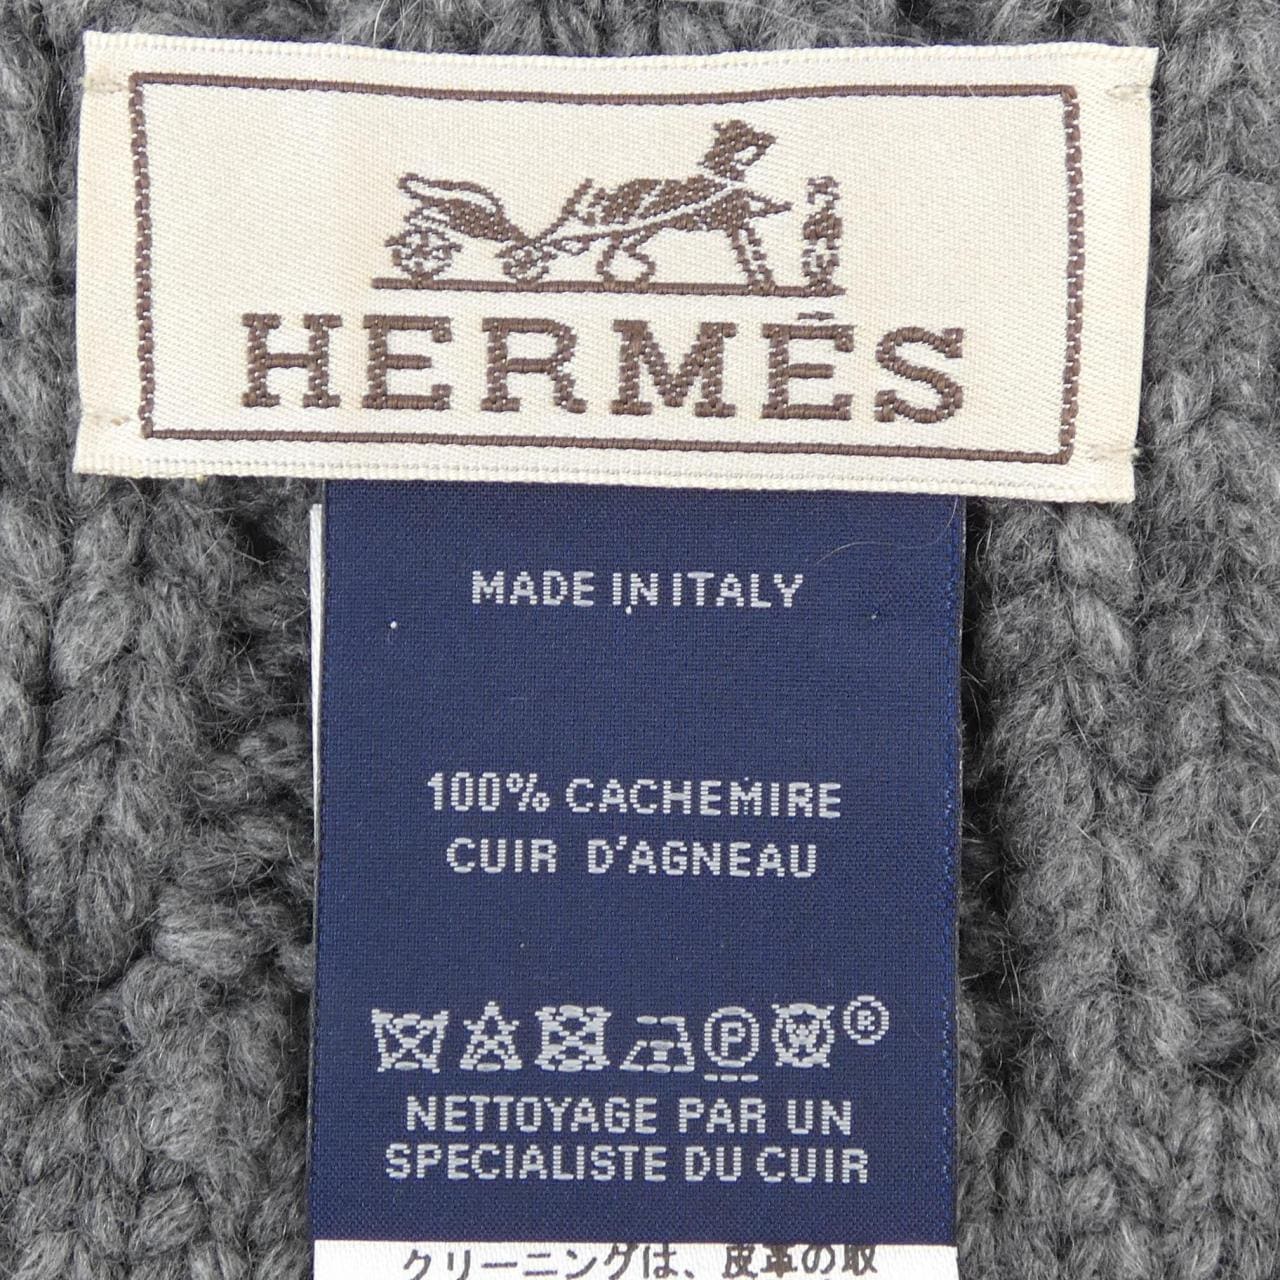 HERMÈS
MADE IN ITALY
100% CACHEMIRE
CUIR D'AGNEAU
P W ®
NETTOYAGE PAR UN
SPECIALISTE DU CUIR
クリーニングは、皮革の取